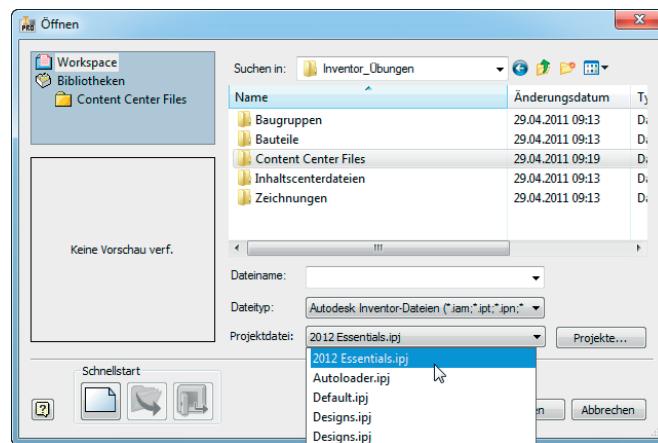 PRO Öffnen
Workspace
Bibliotheken
Content Center Files
Keine Vorschau verf.
Schnellstart
Suchen in: Inventor_Übungen
Name Änderungsdatum
Baugruppen 29.04.2011 09:13
Bauteile 29.04.2011 09:13
Content Center Files 29.04.2011 09:19
Inhaltscenterdateien 29.04.2011 09:13
Zeichnungen 29.04.2011 09:13
Dateiname:
Dateityp: Autodesk Inventor-Dateien (*.iam;*.ipt;*.ipn;*
Projektdatei: 2012 Essentials.ipj Projekte...
2012 Essentials.ipj
Autoloader.ipj
Default.ipj
Designs.ipj
Designs.ipj
Abbrechen